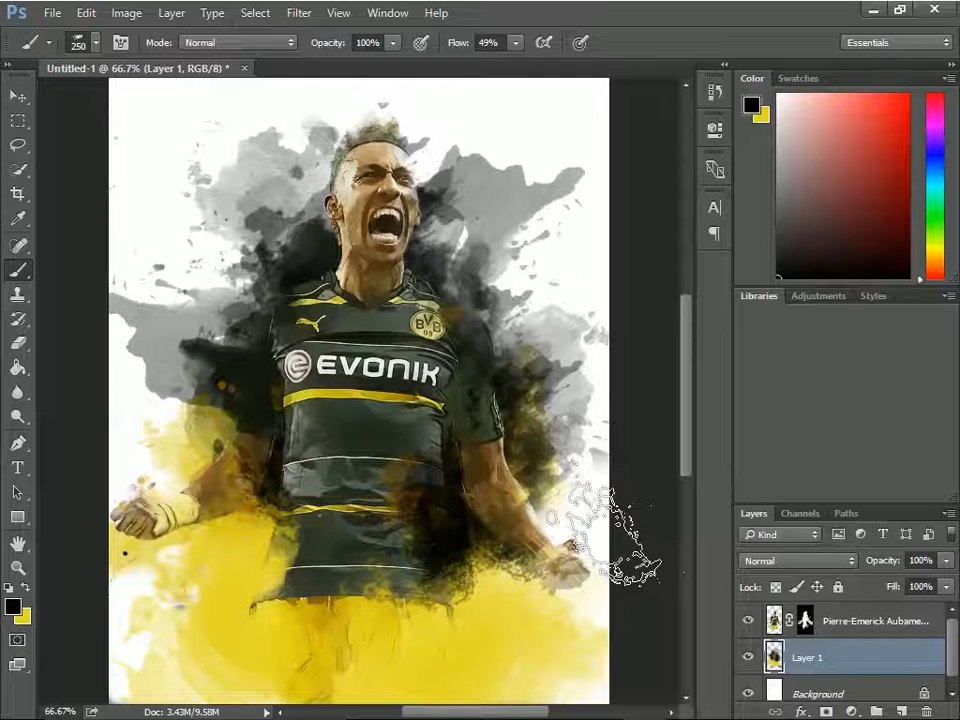 Ps File Edit Image Layer Type Select Filter View Window Help
250 Mode: Normal Opacity: 100% Flow: 49% Essentials
Untitled-1 @ 66.7% (Layer 1, RGB/8) * ×
Color Swatches
A
BVB
09
EVONIK
Libraries Adjustments Styles
T
Layers Channels Paths
Kind T
Normal Opacity: 100%
Lock: Fill: 100%
Pierre-Emerick Aubame...
Layer 1
Background
66.67% Doc: 3.43M/9.58M
fx